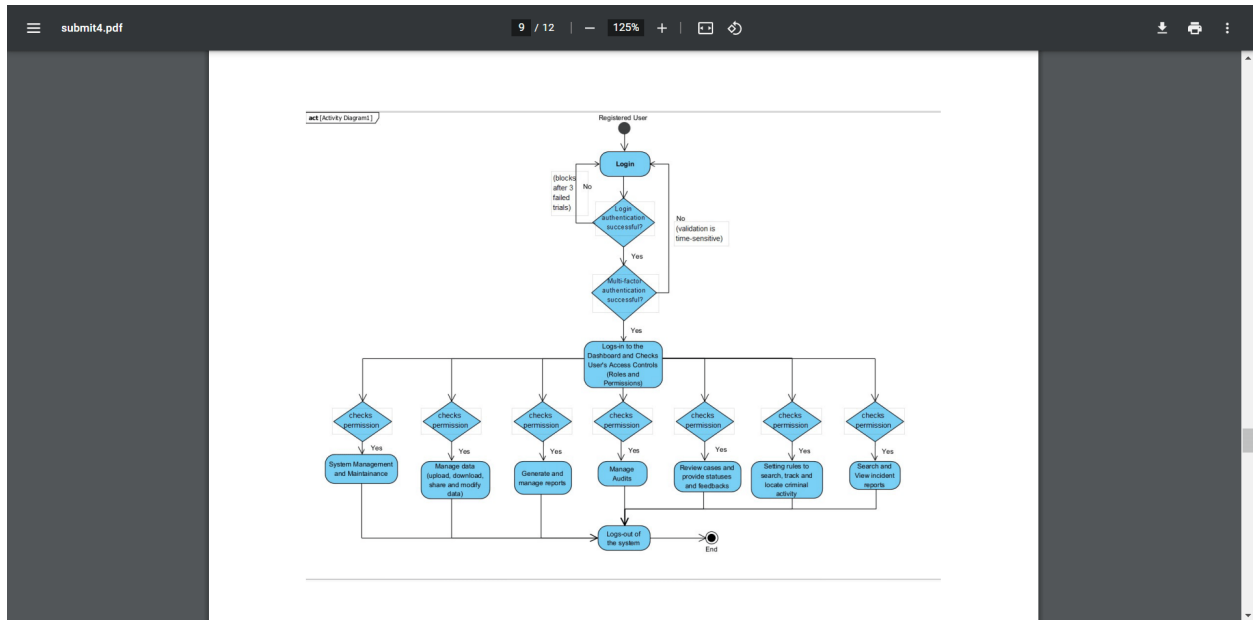 submit4.pdf
9 / 12
125%
act [Activity Diagram1]
Registered User
Login
(blocks
after 3
failed
trials)
No
Login
authentication
successful?
No
(validation is
time-sensitive)
Yes
Multi-factor
authentication
successful?
Yes
Logs-in to the
Dashboard and Checks
User's Access Controls
(Roles and
Permissions)
checks
permission
checks
permission
checks
permission
checks
permission
checks
permission
checks
permission
checks
permission
Yes
Yes
Yes
Yes
Yes
Yes
Yes
System Management
and Maintainance
Manage data
(upload, download,
share and modify
data)
Generate and
manage reports
Manage
Audits
Review cases and
provide statuses
and feedbacks
Setting rules to
search, track and
locate criminal
activity
Search and
View incident
reports
Logs-out of
the system
End